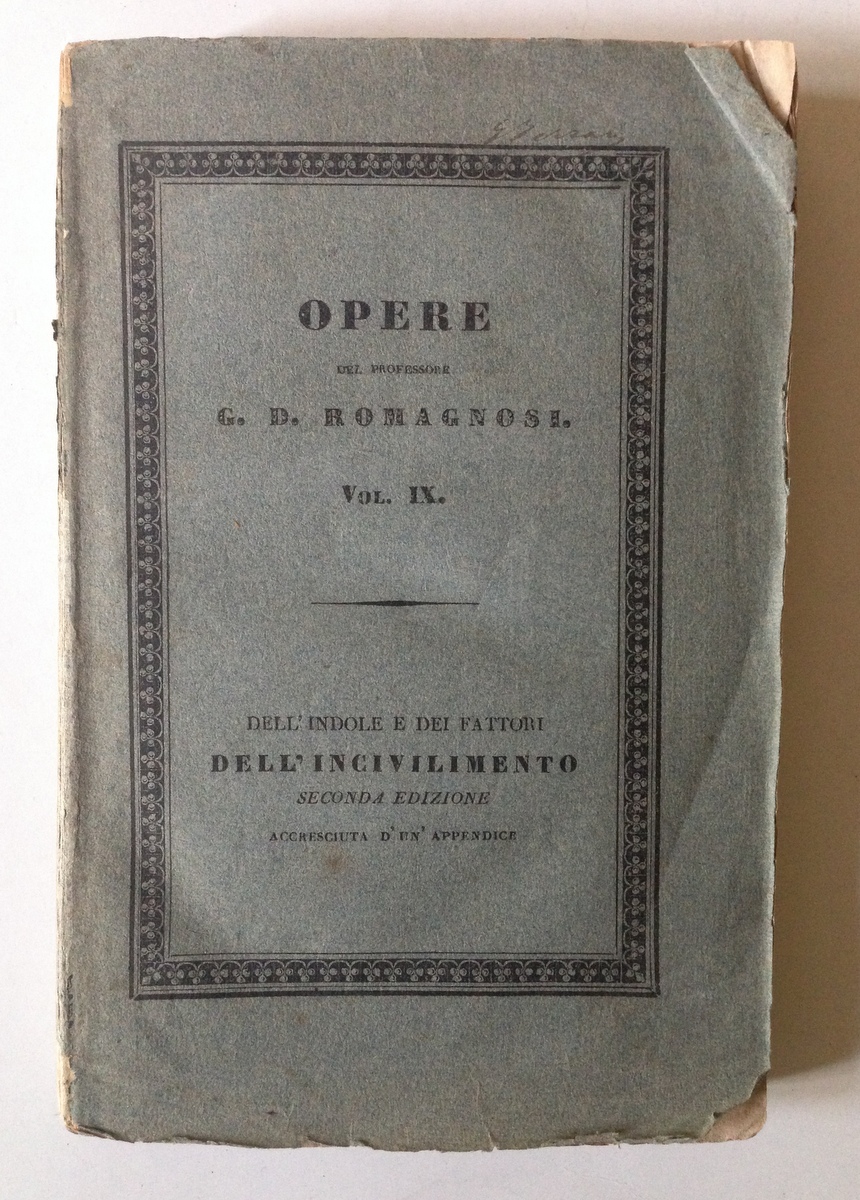 OPERE
DEL PROFESSORE
G. D. ROMAGNOSI.
VOL. IX.
DELL' INDOLE E DEI FATTORI
DELL' INCIVILIMENTO
SECONDA EDIZIONE
ACCRESCIUTA D' UN' APPENDICE